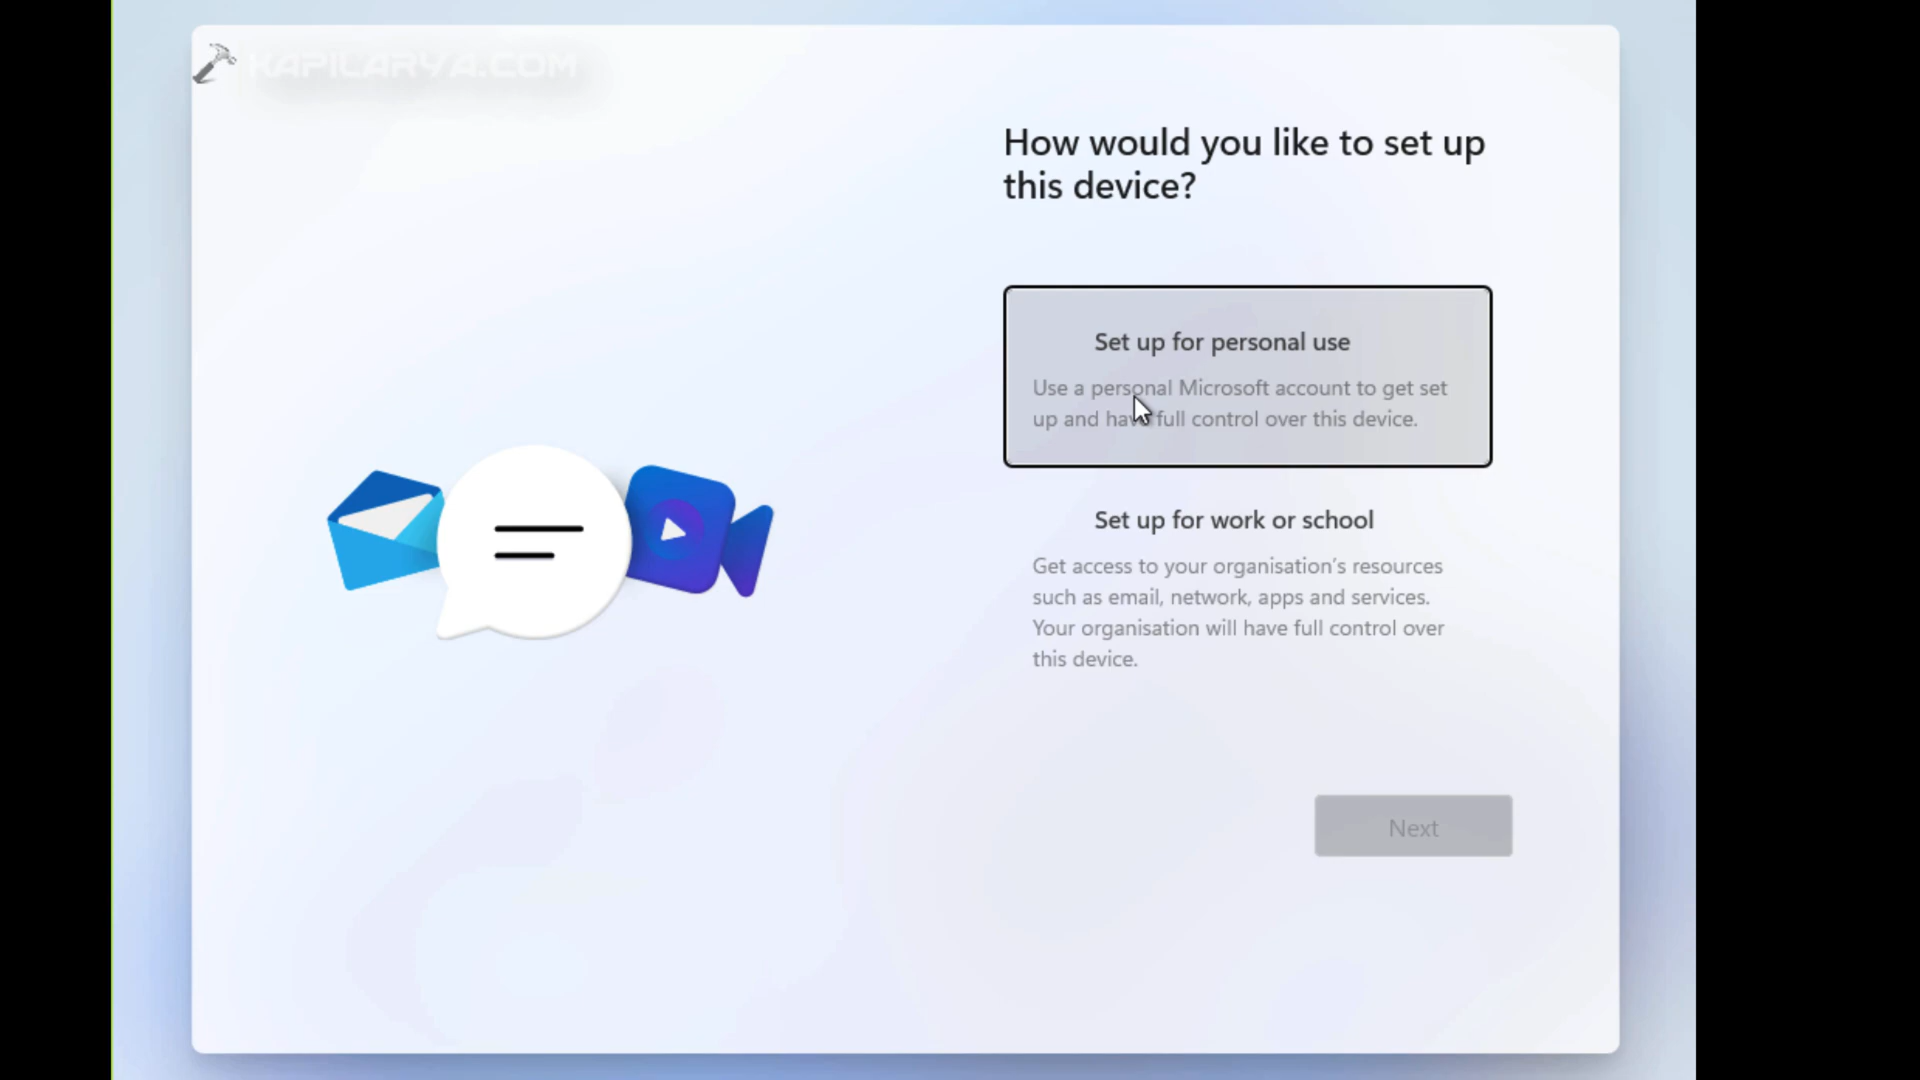 KAPILARYA.COM
How would you like to set up
this device?
Set up for personal use
Use a personal Microsoft account to get set
up and have full control over this device.
Set up for work or school
Get access to your organisation’s resources
such as email, network, apps and services.
Your organisation will have full control over
this device.
Next